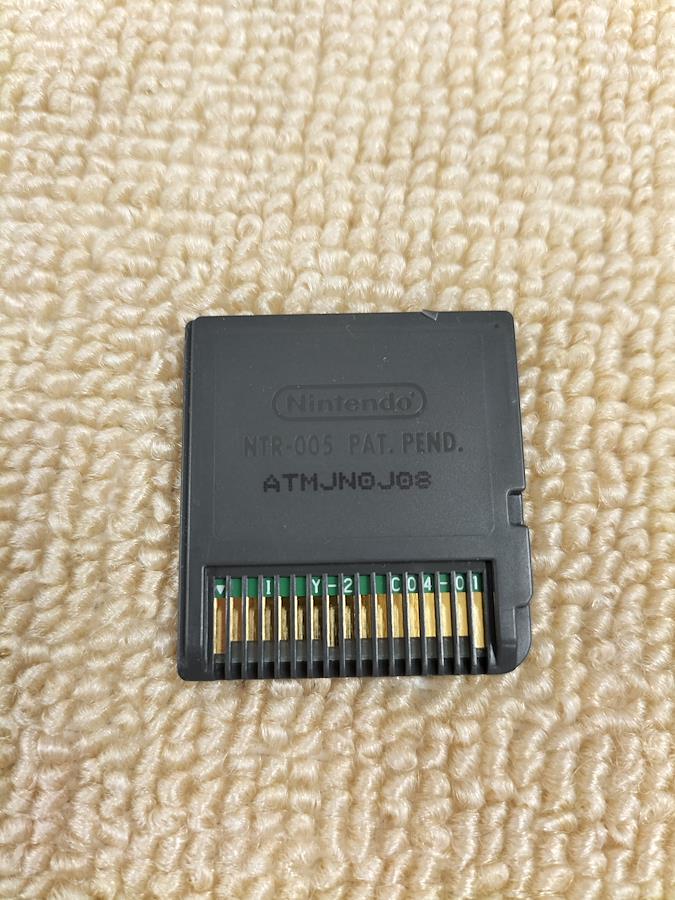 Nintendo®
NTR-005 PAT. PEND.
ATMJN0J08
▼ I Y-2 C04-01